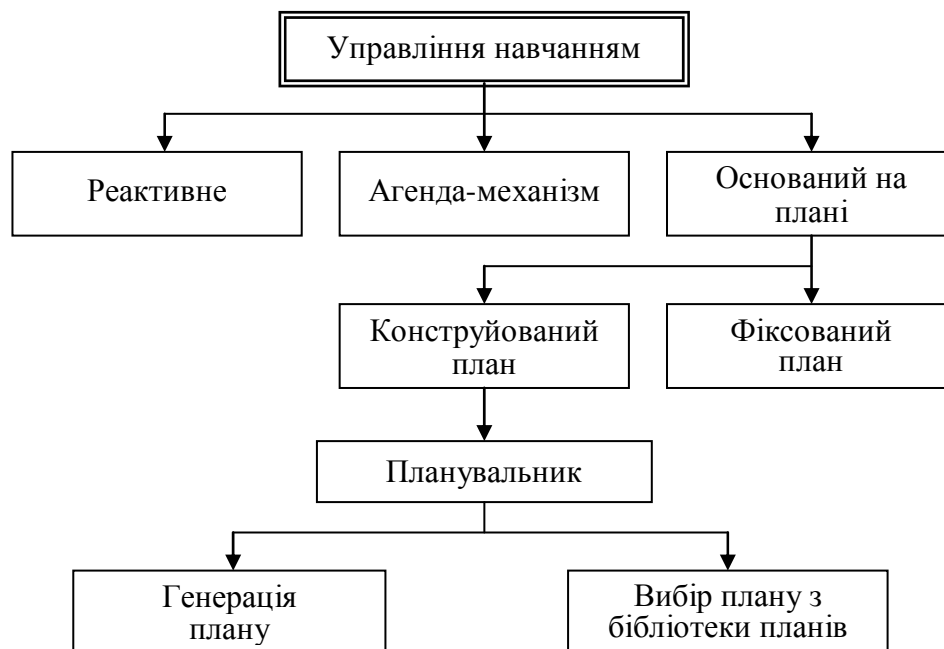 Управління навчанням
Реактивне
Агенда-механізм
Оснований на
плані
Конструйований
план
Фіксований
план
Планувальник
Генерація
плану
Вибір плану з
бібліотеки планів